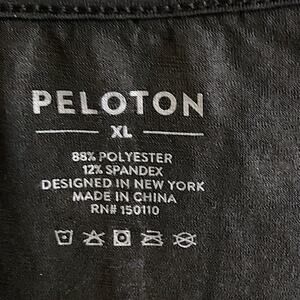 PELOTON
XL
88% POLYESTER
12% SPANDEX
DESIGNED IN NEW YORK
MADE IN CHINA
RN# 150110